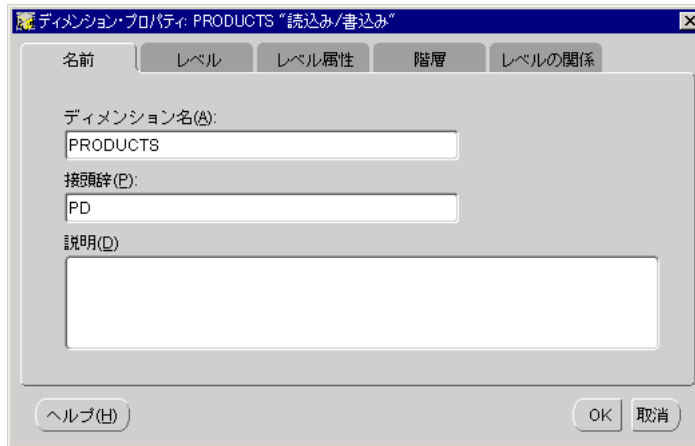 ディメンション・プロパティ: PRODUCTS "読込み/書込み"
名前 レベル レベル属性 階層 レベルの関係
ディメンション名(A):
PRODUCTS
接頭辞(P):
PD
説明(D)
ヘルプ(H) OK 取消